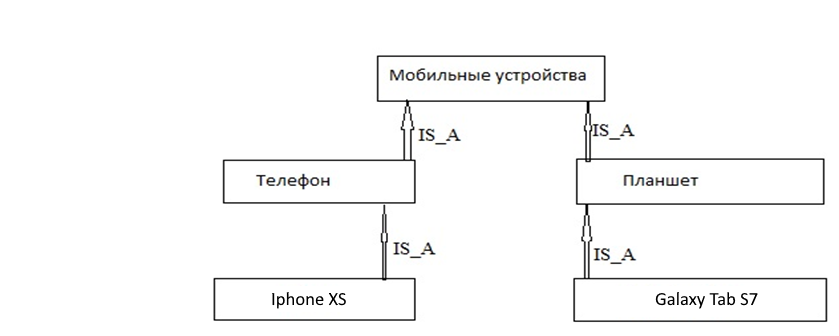 Мобильные устройства
IS_A
IS_A
Телефон
Планшет
IS_A
IS_A
Iphone XS
Galaxy Tab S7